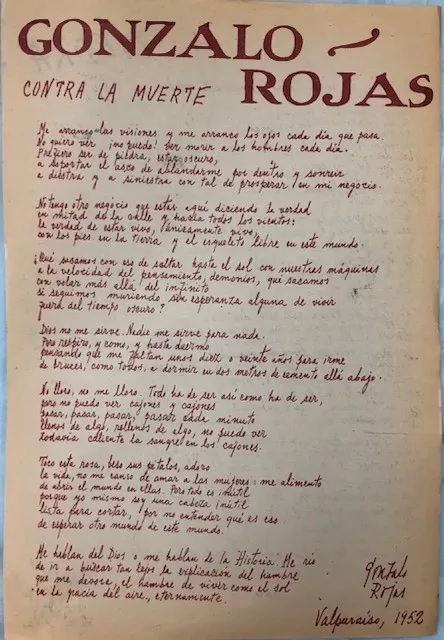 GONZALO
ROJAS
CONTRA LA MUERTE
Me arranco las visiones y me arranco los ojos cada día que pasa.
No quiero ver ¡no puedo! ver morir a los hombres cada día.
Prefiero ser de piedra, estar oscuro,
a soportar el asco de ablandarme por dentro y sonreír
a diestra y a siniestra con tal de prosperar en mi negocio.
No tengo otro negocio que estar aquí diciendo la verdad
en mitad de la calle y hacia todos los vientos:
la verdad de estar vivo, únicamente vivo,
con los pies en la tierra y el esqueleto libre en este mundo.
¿Qué sacamos con eso de saltar hasta el sol con nuestras máquinas
a la velocidad del pensamiento, demonios, qué sacamos
con volar más allá del infinito
si seguimos muriendo sin esperanza alguna de vivir
fuera del tiempo oscuro?
Dios no me sirve. Nadie me sirve para nada.
Pero respiro, y como, y hasta duermo
pensando que me faltan unos diez o veinte años para irme
de bruces, como todos, a dormir en dos metros de cemento allá abajo.
No lloro, no me lloro. Todo ha de ser así como ha de ser,
pero no puedo ver cajones y cajones
pasar, pasar, pasar, pasar cada minuto
llenos de algo, rellenos de algo, no puedo ver
todavía caliente la sangre en los cajones.
Toco esta rosa, beso sus pétalos, adoro
la vida, no me canso de amar a las mujeres: me alimento
de abrir el mundo en ellas. Pero todo es inútil
porque yo mismo soy una cabeza inútil
lista para cortar, por no entender qué es eso
de esperar otro mundo de este mundo.
Me hablan del Dios o me hablan de la Historia. Me río
de ir a buscar tan lejos la explicación del hambre
que me devora, el hambre de vivir como el sol
en la gracia del aire, eternamente.
Gonzalo
Rojas
Valparaíso, 1952